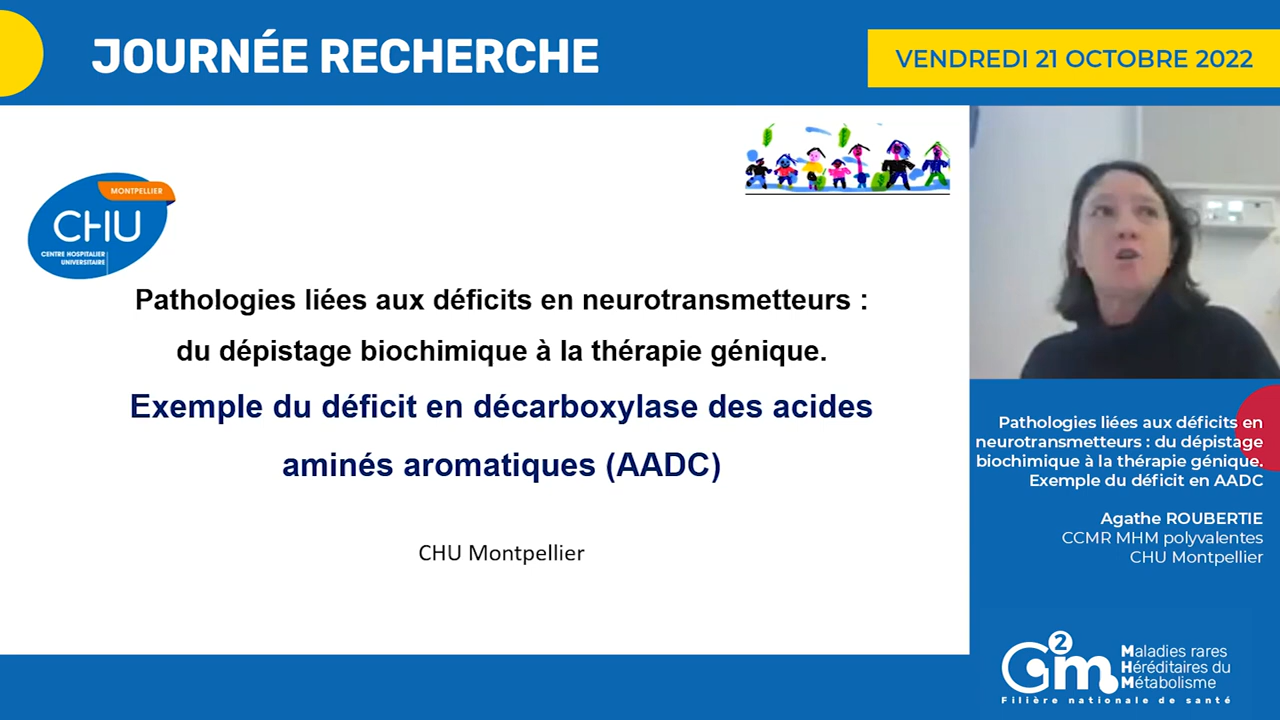 JOURNÉE RECHERCHE
VENDREDI 21 OCTOBRE 2022
MONTPELLIER
CHU
CENTRE HOSPITALIER
UNIVERSITAIRE
Pathologies liées aux déficits en neurotransmetteurs :
du dépistage biochimique à la thérapie génique.
Exemple du déficit en décarboxylase des acides
aminés aromatiques (AADC)
CHU Montpellier
Pathologies liées aux déficits en
neurotransmetteurs : du dépistage
biochimique à la thérapie génique.
Exemple du déficit en AADC
Agathe ROUBERTIE
CCMR MHM polyvalentes
CHU Montpellier
G2m
Maladies rares
Héréditaires du
Métabolisme
Filière nationale de santé